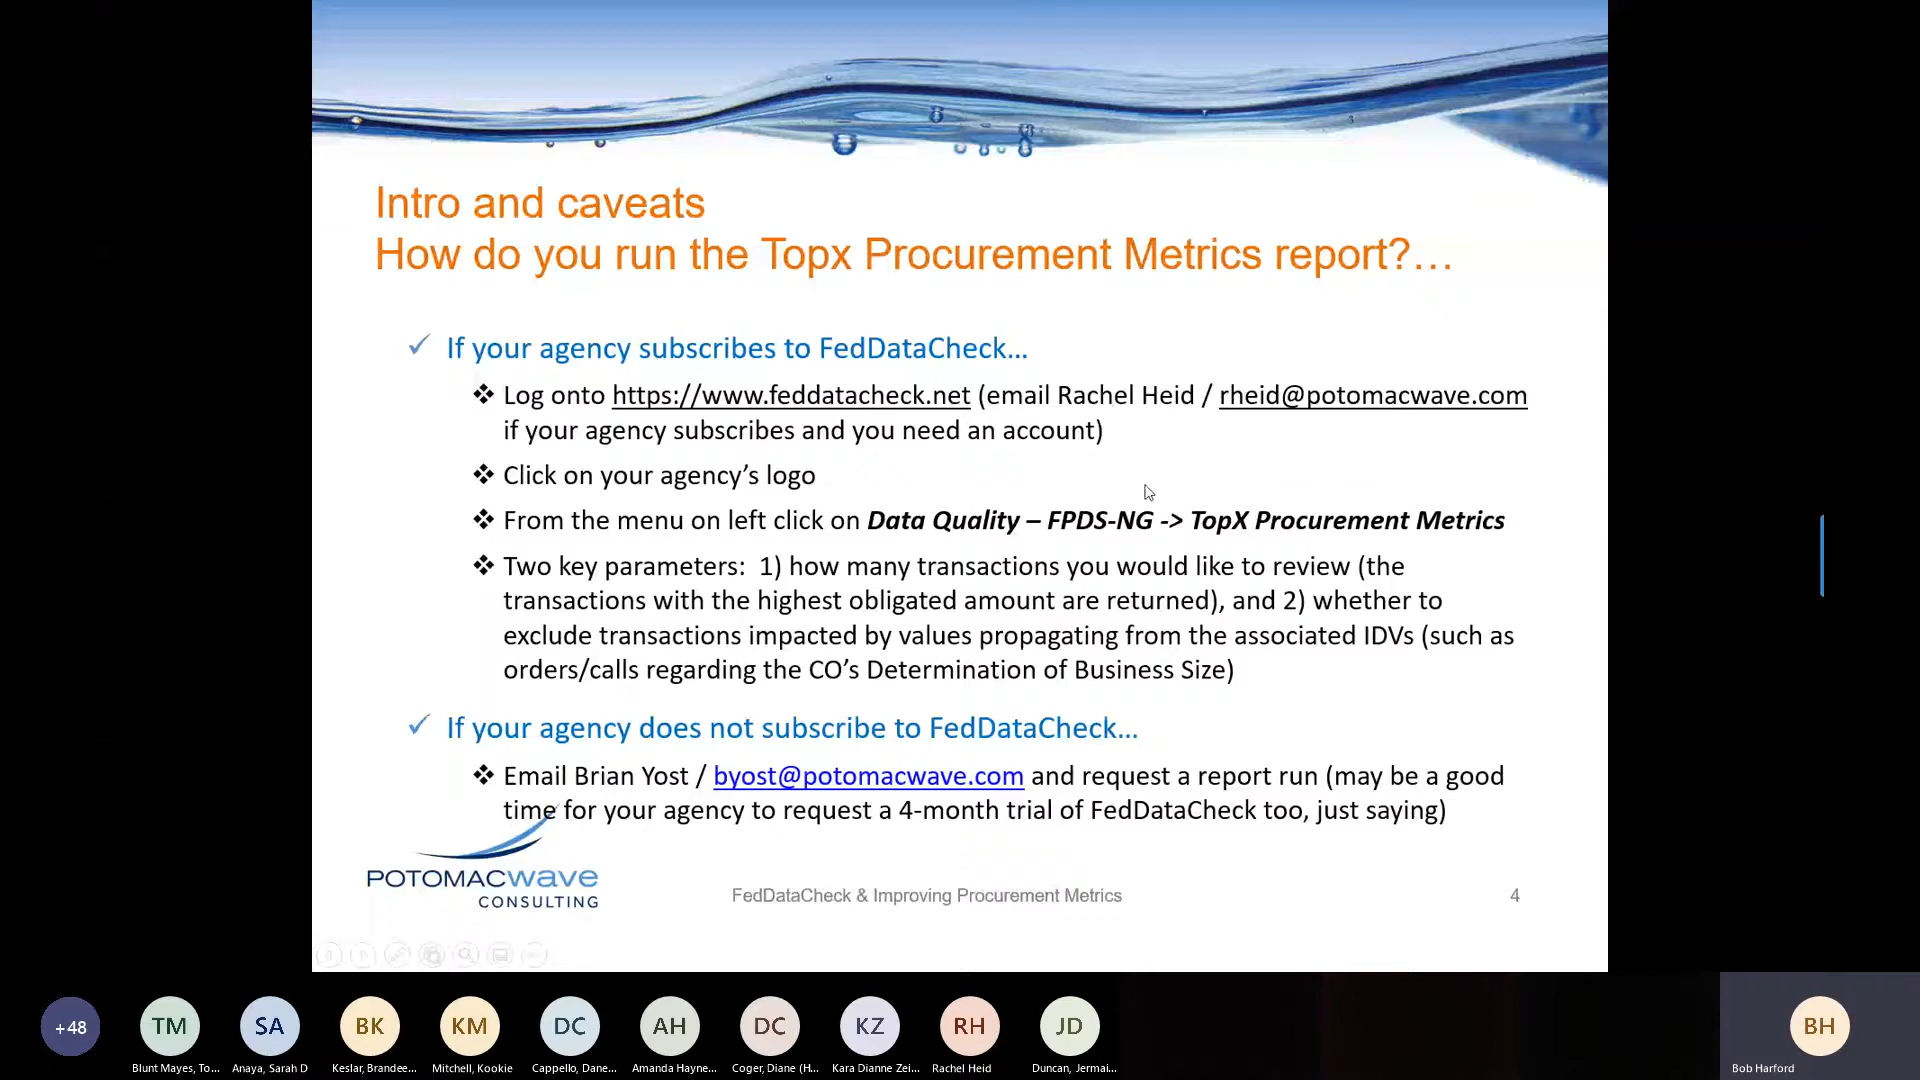 Intro and caveats
How do you run the Topx Procurement Metrics report?…
If your agency subscribes to FedDataCheck…
Log onto https://www.feddatacheck.net (email Rachel Heid / rheid@potomacwave.com
if your agency subscribes and you need an account)
Click on your agency’s logo
From the menu on left click on Data Quality – FPDS-NG -> TopX Procurement Metrics
Two key parameters: 1) how many transactions you would like to review (the
transactions with the highest obligated amount are returned), and 2) whether to
exclude transactions impacted by values propagating from the associated IDVs (such as
orders/calls regarding the CO’s Determination of Business Size)
If your agency does not subscribe to FedDataCheck…
Email Brian Yost / byost@potomacwave.com and request a report run (may be a good
time for your agency to request a 4-month trial of FedDataCheck too, just saying)
POTOMACwave
CONSULTING
FedDataCheck & Improving Procurement Metrics
4
+48
TM
SA
BK
KM
DC
AH
DC
KZ
RH
JD
BH
Blunt Mayes, To...
Anaya, Sarah D
Keslar, Brandee...
Mitchell, Kookie
Cappello, Dane...
Amanda Hayne...
Coger, Diane (H...
Kara Dianne Zei...
Rachel Heid
Duncan, Jermai...
Bob Harford